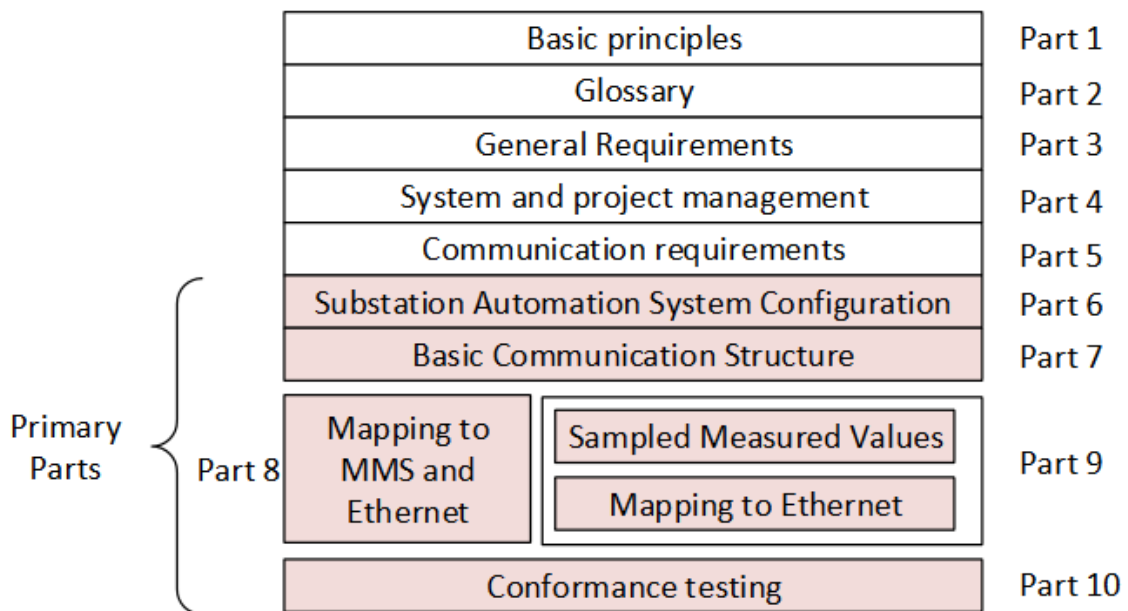 Basic principles Part 1
Glossary Part 2
General Requirements Part 3
System and project management Part 4
Communication requirements Part 5
Substation Automation System Configuration Part 6
Basic Communication Structure Part 7
Primary
Parts
Part 8
Mapping to
MMS and
Ethernet
Sampled Measured Values
Mapping to Ethernet
Part 9
Conformance testing Part 10